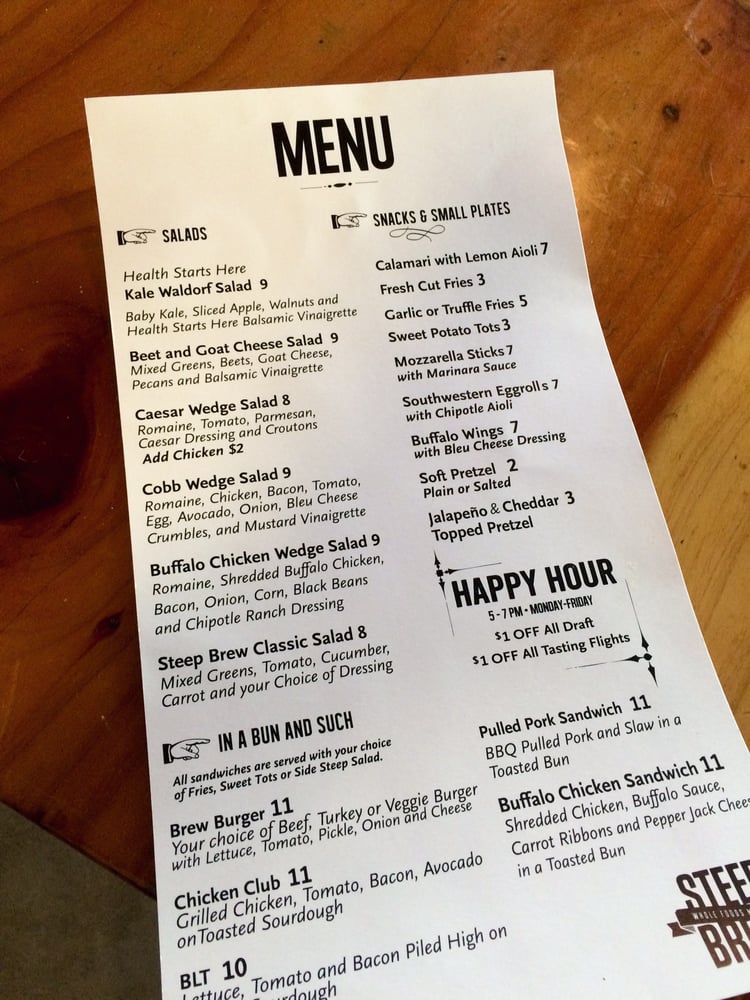 MENU
SALADS
Health Starts Here
Kale Waldorf Salad 9
Baby Kale, Sliced Apple, Walnuts and
Health Starts Here Balsamic Vinaigrette
Beet and Goat Cheese Salad 9
Mixed Greens, Beets, Goat Cheese,
Pecans and Balsamic Vinaigrette
Caesar Wedge Salad 8
Romaine, Tomato, Parmesan,
Caesar Dressing and Croutons
Add Chicken $2
Cobb Wedge Salad 9
Romaine, Chicken, Bacon, Tomato,
Egg, Avocado, Onion, Bleu Cheese
Crumbles, and Mustard Vinaigrette
Buffalo Chicken Wedge Salad 9
Romaine, Shredded Buffalo Chicken,
Bacon, Onion, Corn, Black Beans
and Chipotle Ranch Dressing
Steep Brew Classic Salad 8
Mixed Greens, Tomato, Cucumber,
Carrot and your Choice of Dressing
SNACKS & SMALL PLATES
Calamari with Lemon Aioli 7
Fresh Cut Fries 3
Garlic or Truffle Fries 5
Sweet Potato Tots 3
Mozzarella Sticks 7
with Marinara Sauce
Southwestern Eggrolls 7
with Chipotle Aioli
Buffalo Wings 7
with Bleu Cheese Dressing
Soft Pretzel 2
Plain or Salted
Jalapeño & Cheddar 3
Topped Pretzel
HAPPY HOUR
5-7 PM • MONDAY-FRIDAY
$1 OFF All Draft
$1 OFF All Tasting Flights
IN A BUN AND SUCH
All sandwiches are served with your choice
of Fries, Sweet Tots or Side Steep Salad.
Brew Burger 11
Your choice of Beef, Turkey or Veggie Burger
with Lettuce, Tomato, Pickle, Onion and Cheese
Chicken Club 11
Grilled Chicken, Tomato, Bacon, Avocado
onToasted Sourdough
BLT 10
Lettuce, Tomato and Bacon Piled High on
Pulled Pork Sandwich 11
BBQ Pulled Pork and Slaw in a
Toasted Bun
Buffalo Chicken Sandwich 11
Shredded Chicken, Buffalo Sauce,
Carrot Ribbons and Pepper Jack Chee
in a Toasted Bun
STEE
WHOLE FOODS
BR